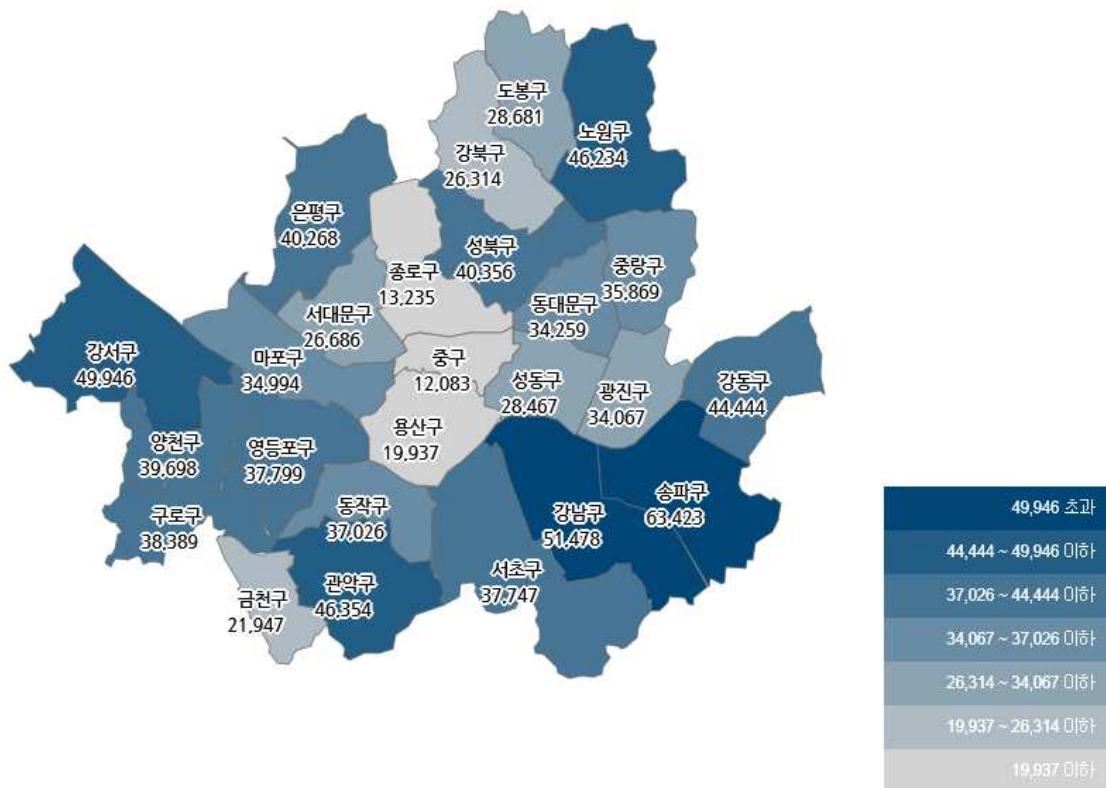 도봉구
28,681
노원구
46,234
강북구
26,314
은평구
40,268
성북구
40,356
중랑구
35,869
종로구
13,235
동대문구
34,259
서대문구
26,686
강서구
49,946
마포구
34,994
중구
12,083
성동구
28,467
광진구
34,067
강동구
44,444
용산구
19,937
양천구
39,698
영등포구
37,799
구로구
38,389
동작구
37,026
강남구
51,478
송파구
63,423
서초구
37,747
관악구
46,354
금천구
21,947
49,946 초과
44,444 ~ 49,946 이하
37,026 ~ 44,444 이하
34,067 ~ 37,026 이하
26,314 ~ 34,067 이하
19,937 ~ 26,314 이하
19,937 이하